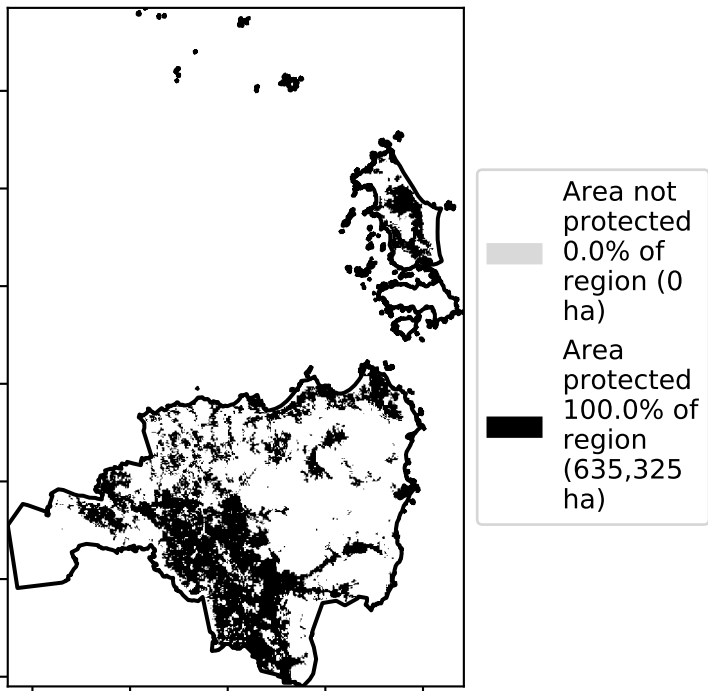 Area not
protected
0.0% of
region (0
ha)
Area
protected
100.0% of
region
(635,325
ha)